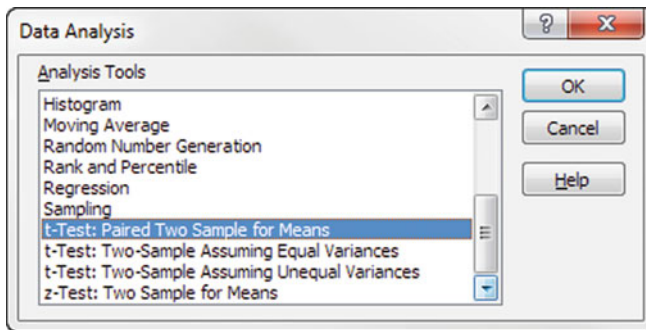 Data Analysis
Analysis Tools
Histogram
Moving Average
Random Number Generation
Rank and Percentile
Regression
Sampling
t-Test: Paired Two Sample for Means
t-Test: Two-Sample Assuming Equal Variances
t-Test: Two-Sample Assuming Unequal Variances
z-Test: Two Sample for Means
OK
Cancel
Help